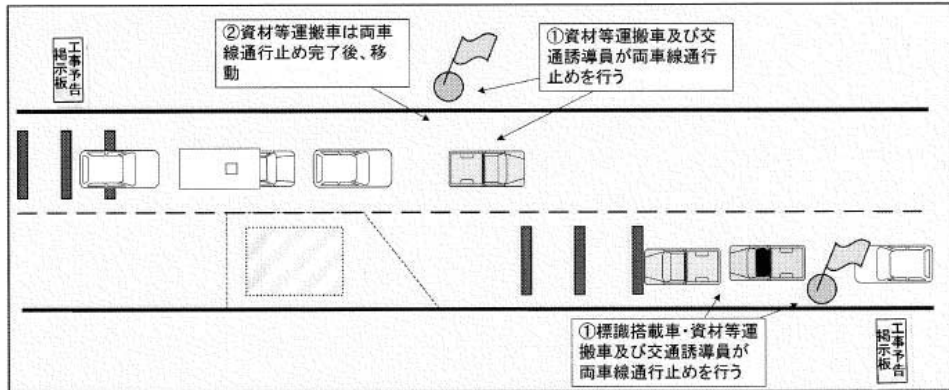 工事予告
掲示板
②資材等運搬車は両車
線通行止め完了後、移
動
①資材等運搬車及び交
通誘導員が両車線通行
止めを行う
①標識搭載車・資材等運
搬車及び交通誘導員が
両車線通行止めを行う
工事予告
掲示板